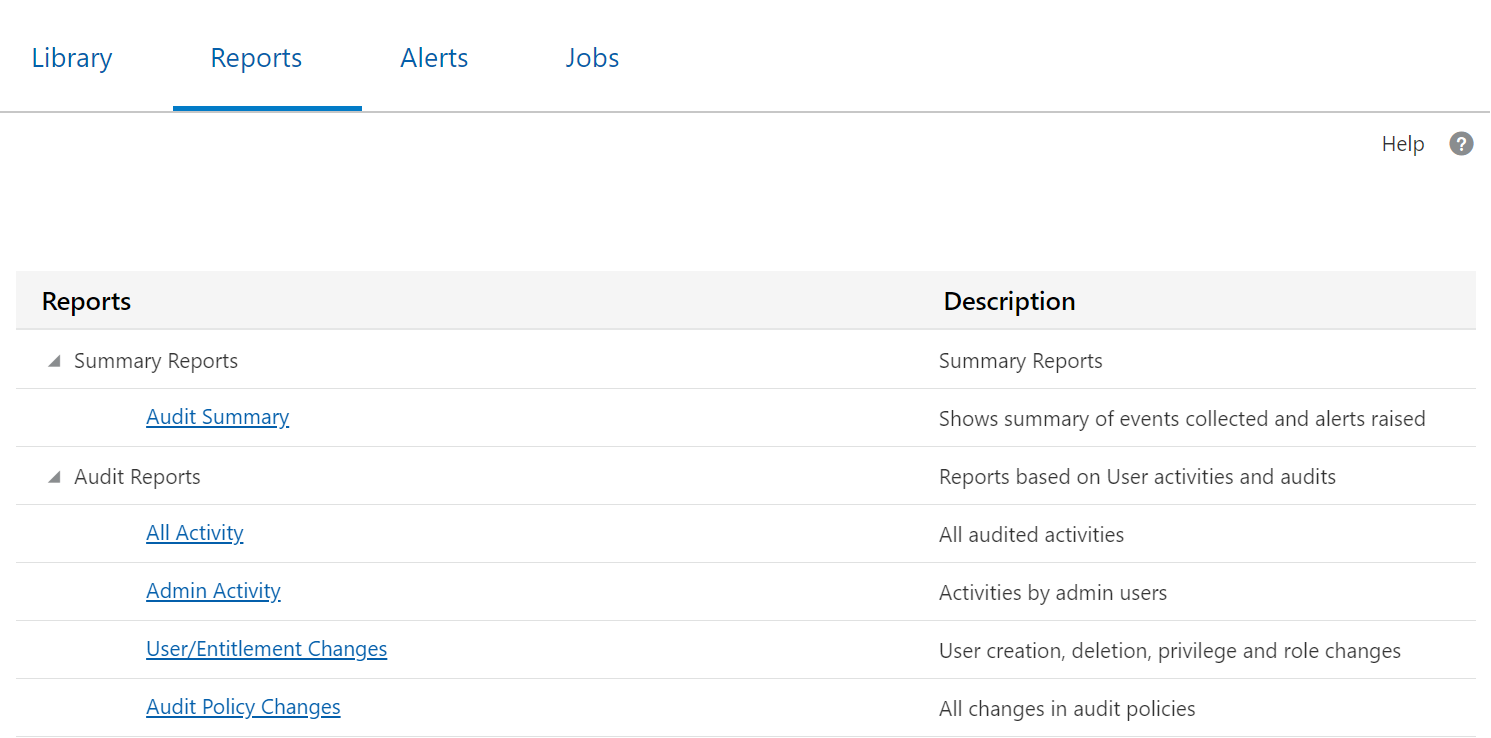 Library Reports Alerts Jobs
Help ?
Reports Description
Summary Reports Summary Reports
Audit Summary Shows summary of events collected and alerts raised
Audit Reports Reports based on User activities and audits
All Activity All audited activities
Admin Activity Activities by admin users
User/Entitlement Changes User creation, deletion, privilege and role changes
Audit Policy Changes All changes in audit policies